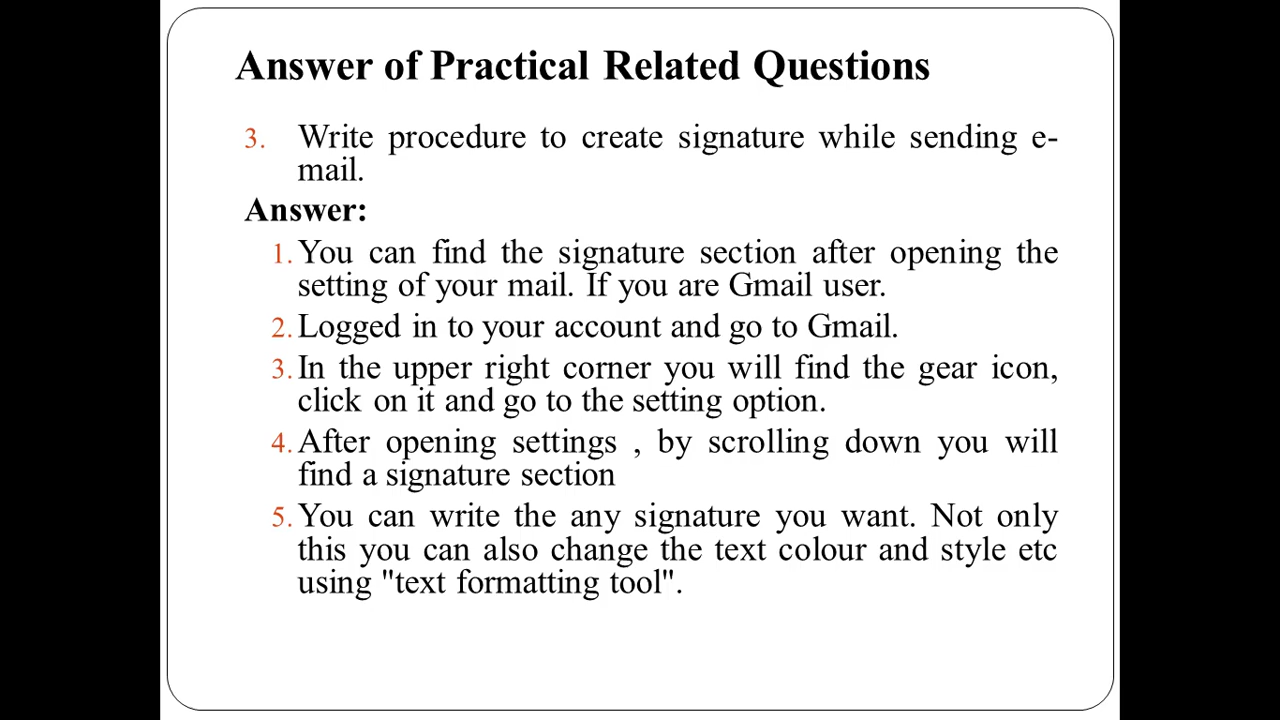 Answer of Practical Related Questions
3. Write procedure to create signature while sending e-
mail.
Answer:
1. You can find the signature section after opening the
setting of your mail. If you are Gmail user.
2. Logged in to your account and go to Gmail.
3. In the upper right corner you will find the gear icon,
click on it and go to the setting option.
4. After opening settings , by scrolling down you will
find a signature section
5. You can write the any signature you want. Not only
this you can also change the text colour and style etc
using "text formatting tool".